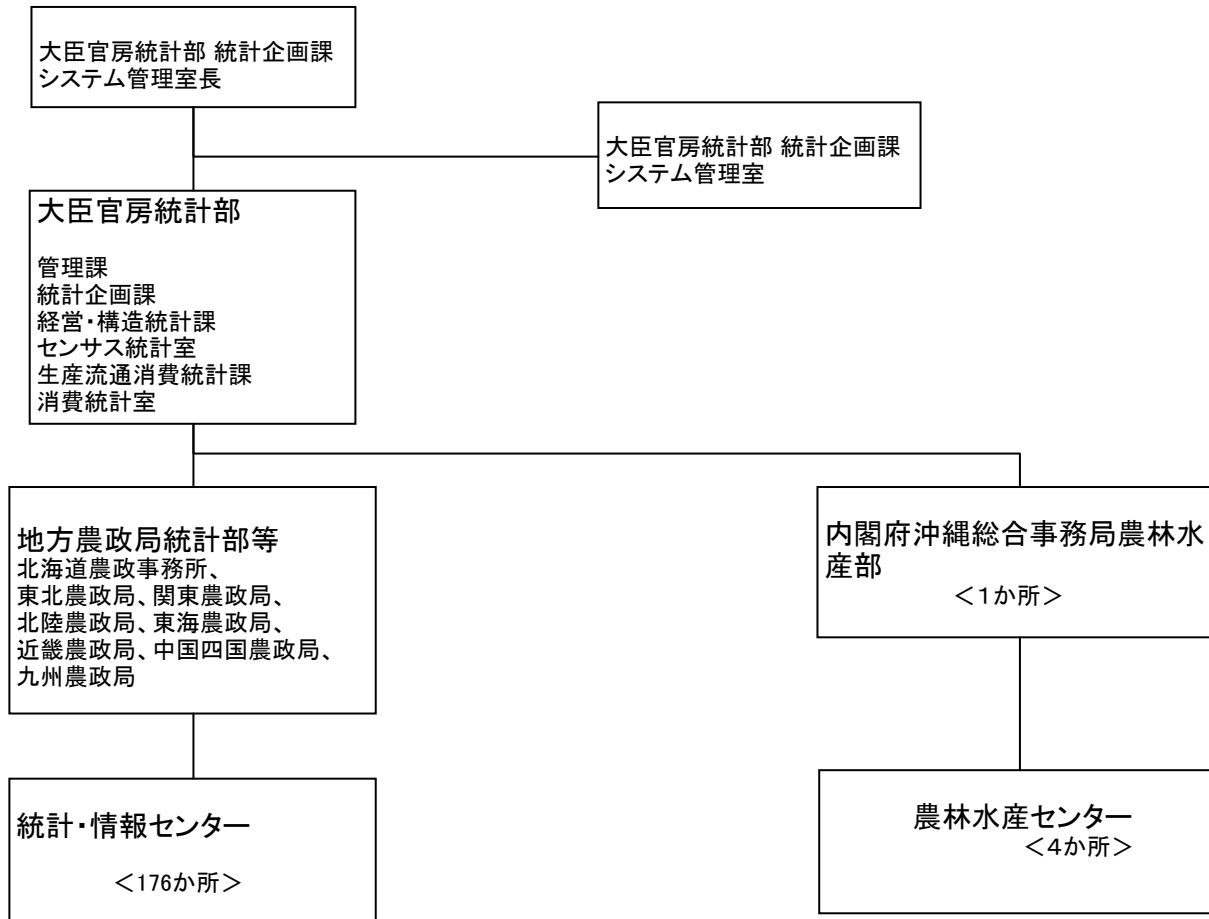 大臣官房統計部 統計企画課
システム管理室長
大臣官房統計部 統計企画課
システム管理室
大臣官房統計部
管理課
統計企画課
経営・構造統計課
センサス統計室
生産流通消費統計課
消費統計室
地方農政局統計部等
北海道農政事務所、
東北農政局、関東農政局、
北陸農政局、東海農政局、
近畿農政局、中国四国農政局、
九州農政局
内閣府沖縄総合事務局農林水
産部
＜１か所＞
統計・情報センター
＜176か所＞
農林水産センター
＜４か所＞